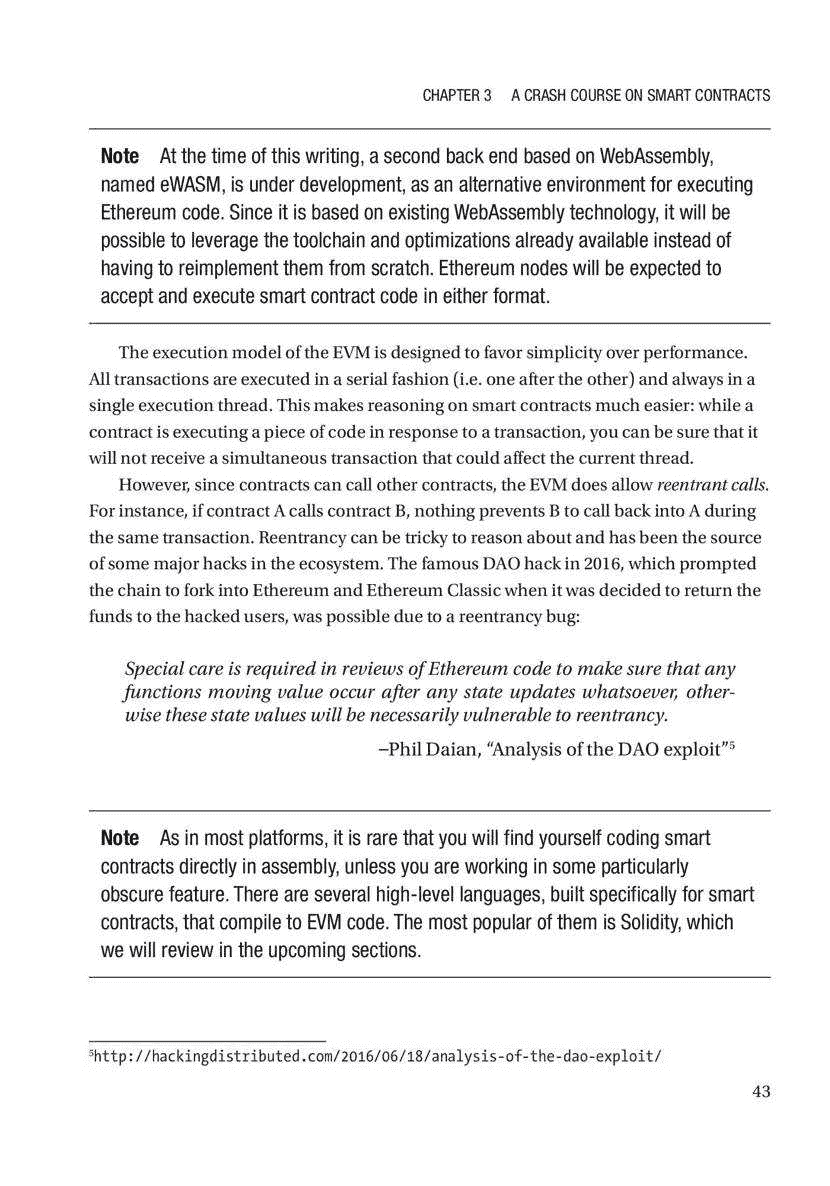 CHAPTER 3 A CRASH COURSE ON SMART CONTRACTS
Note At the time of this writing, a second back end based on WebAssembly,
named eWASM, is under development, as an alternative environment for executing
Ethereum code. Since it is based on existing WebAssembly technology, it will be
possible to leverage the toolchain and optimizations already available instead of
having to reimplement them from scratch. Ethereum nodes will be expected to
accept and execute smart contract code in either format.
The execution model of the EVM is designed to favor simplicity over performance.
All transactions are executed in a serial fashion (i.e. one after the other) and always in a
single execution thread. This makes reasoning on smart contracts much easier: while a
contract is executing a piece of code in response to a transaction, you can be sure that it
will not receive a simultaneous transaction that could affect the current thread.
However, since contracts can call other contracts, the EVM does allow reentrant calls.
For instance, if contract A calls contract B, nothing prevents B to call back into A during
the same transaction. Reentrancy can be tricky to reason about and has been the source
of some major hacks in the ecosystem. The famous DAO hack in 2016, which prompted
the chain to fork into Ethereum and Ethereum Classic when it was decided to return the
funds to the hacked users, was possible due to a reentrancy bug:
Special care is required in reviews of Ethereum code to make sure that any
functions moving value occur after any state updates whatsoever, other-
wise these state values will be necessarily vulnerable to reentrancy.
–Phil Daian, “Analysis of the DAO exploit”⁵
Note As in most platforms, it is rare that you will find yourself coding smart
contracts directly in assembly, unless you are working in some particularly
obscure feature. There are several high-level languages, built specifically for smart
contracts, that compile to EVM code. The most popular of them is Solidity, which
we will review in the upcoming sections.
⁵http://hackingdistributed.com/2016/06/18/analysis-of-the-dao-exploit/
43